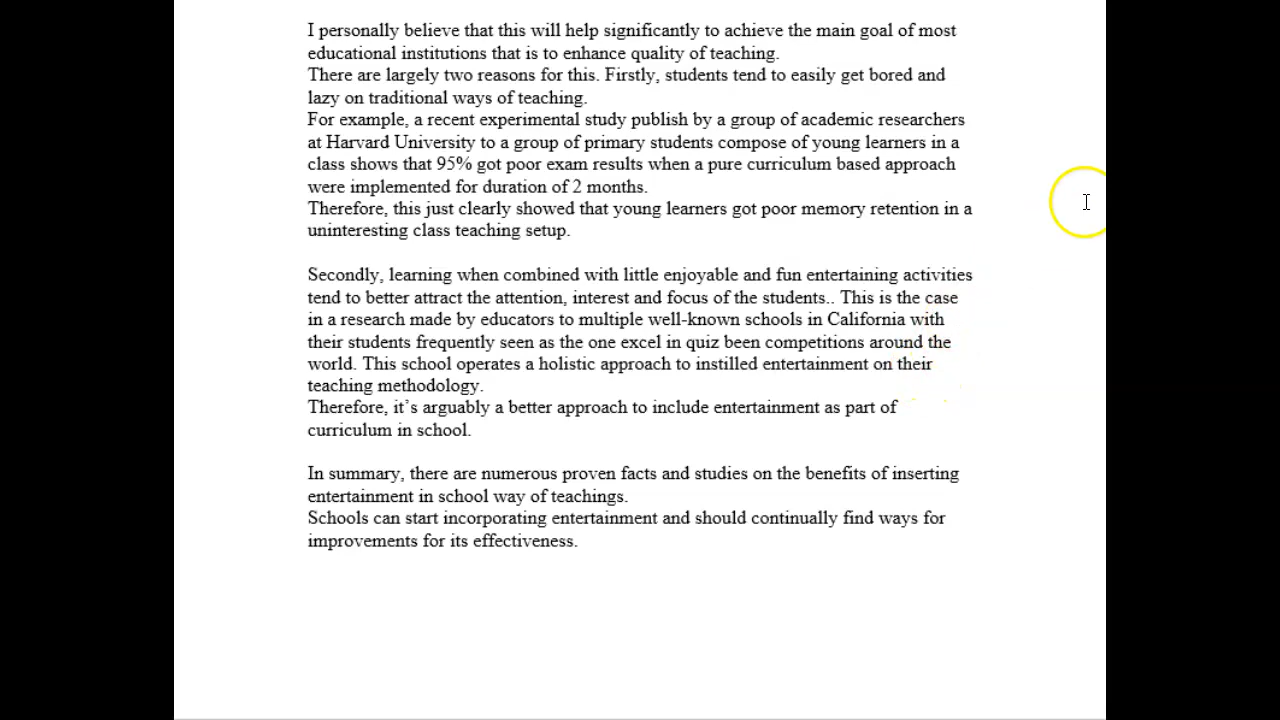 I personally believe that this will help significantly to achieve the main goal of most
educational institutions that is to enhance quality of teaching.
There are largely two reasons for this. Firstly, students tend to easily get bored and
lazy on traditional ways of teaching.
For example, a recent experimental study publish by a group of academic researchers
at Harvard University to a group of primary students compose of young learners in a
class shows that 95% got poor exam results when a pure curriculum based approach
were implemented for duration of 2 months.
Therefore, this just clearly showed that young learners got poor memory retention in a
uninteresting class teaching setup.
Secondly, learning when combined with little enjoyable and fun entertaining activities
tend to better attract the attention, interest and focus of the students.. This is the case
in a research made by educators to multiple well-known schools in California with
their students frequently seen as the one excel in quiz been competitions around the
world. This school operates a holistic approach to instilled entertainment on their
teaching methodology.
Therefore, it’s arguably a better approach to include entertainment as part of
curriculum in school.
In summary, there are numerous proven facts and studies on the benefits of inserting
entertainment in school way of teachings.
Schools can start incorporating entertainment and should continually find ways for
improvements for its effectiveness.